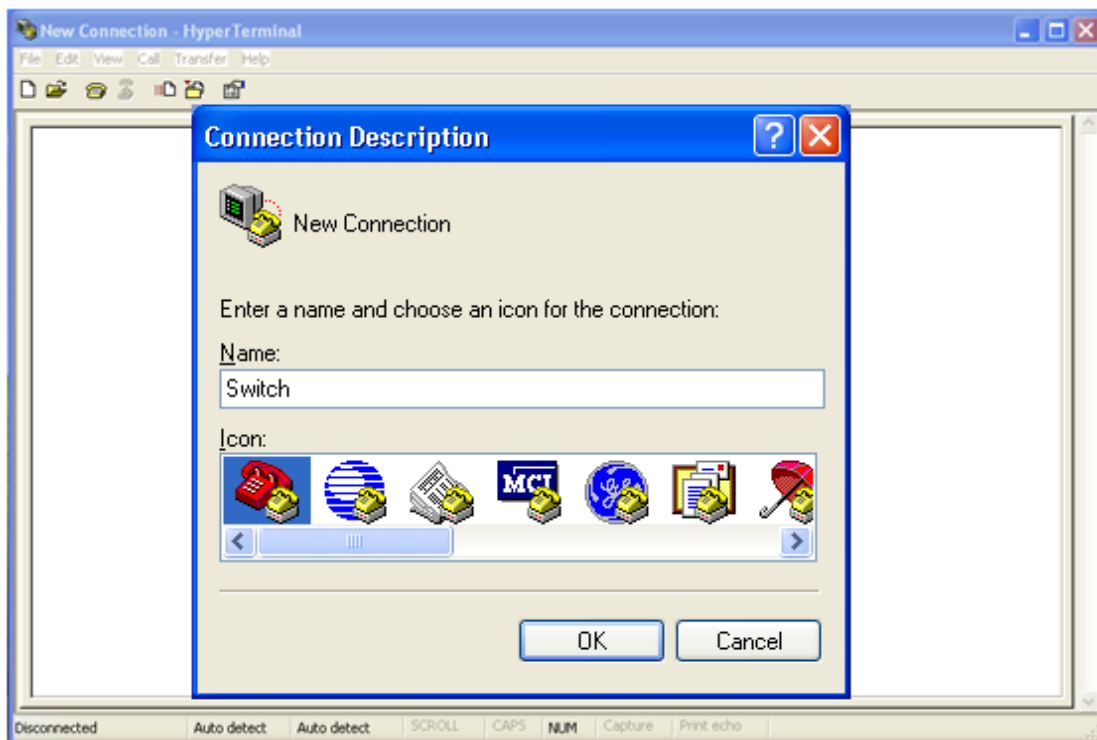 New Connection - HyperTerminal
File Edit View Call Transfer Help
Connection Description
New Connection
Enter a name and choose an icon for the connection:
Name:
Switch
Icon:
MCI
OK Cancel
Disconnected Auto detect Auto detect SCROLL CAPS NUM Capture Print echo